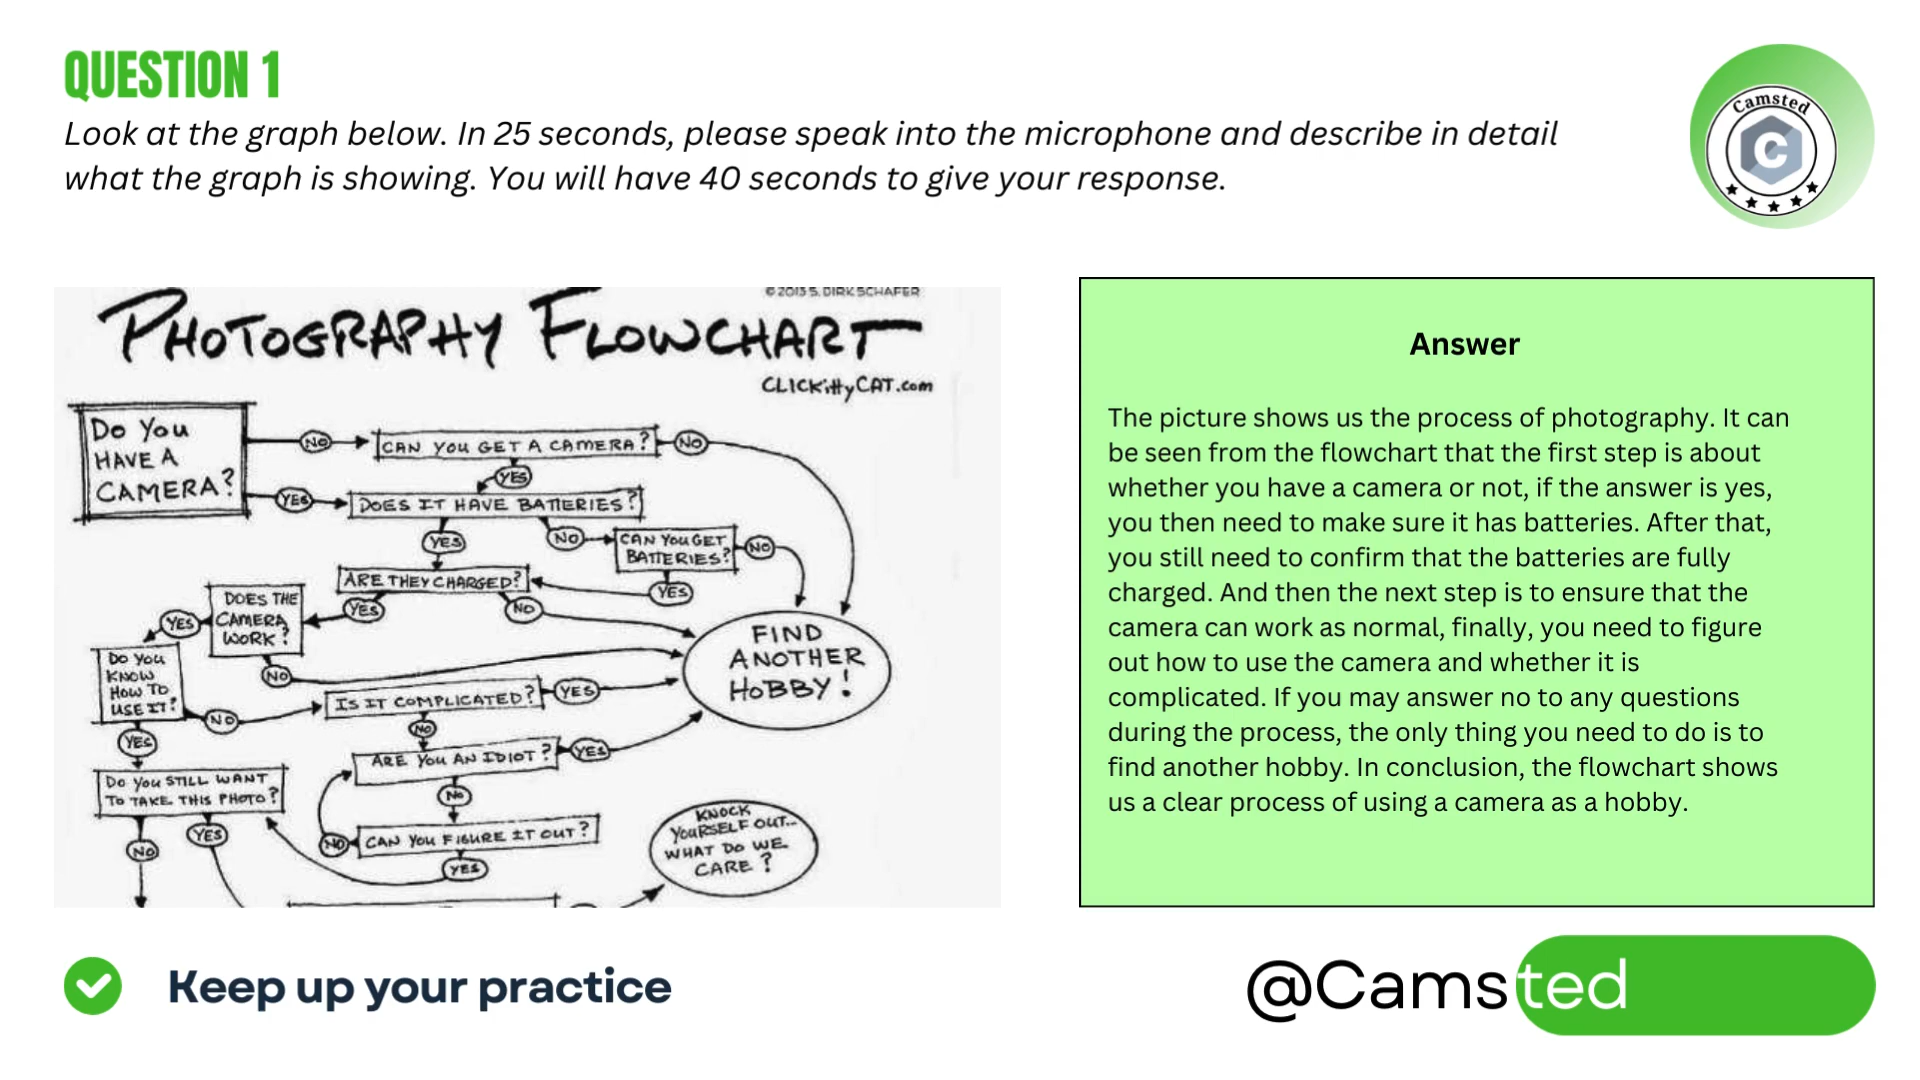 QUESTION 1
Look at the graph below. In 25 seconds, please speak into the microphone and describe in detail
what the graph is showing. You will have 40 seconds to give your response.
Camsted
C
© 2013 S. DIRK SCHAFER
PHOTOGRAPHY FLOWCHART
CLICKittyCAT.com
DO YOU
HAVE A
CAMERA?
NO
CAN YOU GET A CAMERA?
NO
YES
YES
DOES IT HAVE BATTERIES?
YES
NO
CAN YOU GET
BATTERIES?
NO
YES
ARE THEY CHARGED?
YES
NO
DOES THE
CAMERA
WORK?
YES
NO
FIND
ANOTHER
HOBBY!
DO YOU
KNOW
HOW TO
USE IT?
NO
YES
IS IT COMPLICATED?
YES
NO
ARE YOU AN IDIOT?
YES
NO
DO YOU STILL WANT
TO TAKE THIS PHOTO?
YES
NO
CAN YOU FIGURE IT OUT?
NO
YES
KNOCK
YOURSELF OUT...
WHAT DO WE
CARE?
Answer
The picture shows us the process of photography. It can
be seen from the flowchart that the first step is about
whether you have a camera or not, if the answer is yes,
you then need to make sure it has batteries. After that,
you still need to confirm that the batteries are fully
charged. And then the next step is to ensure that the
camera can work as normal, finally, you need to figure
out how to use the camera and whether it is
complicated. If you may answer no to any questions
during the process, the only thing you need to do is to
find another hobby. In conclusion, the flowchart shows
us a clear process of using a camera as a hobby.
Keep up your practice
@Camsted